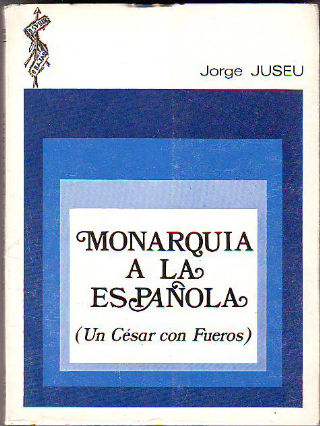 Jorge JUSEU
MONARQUIA
A LA
ESPAÑOLA
(Un César con Fueros)